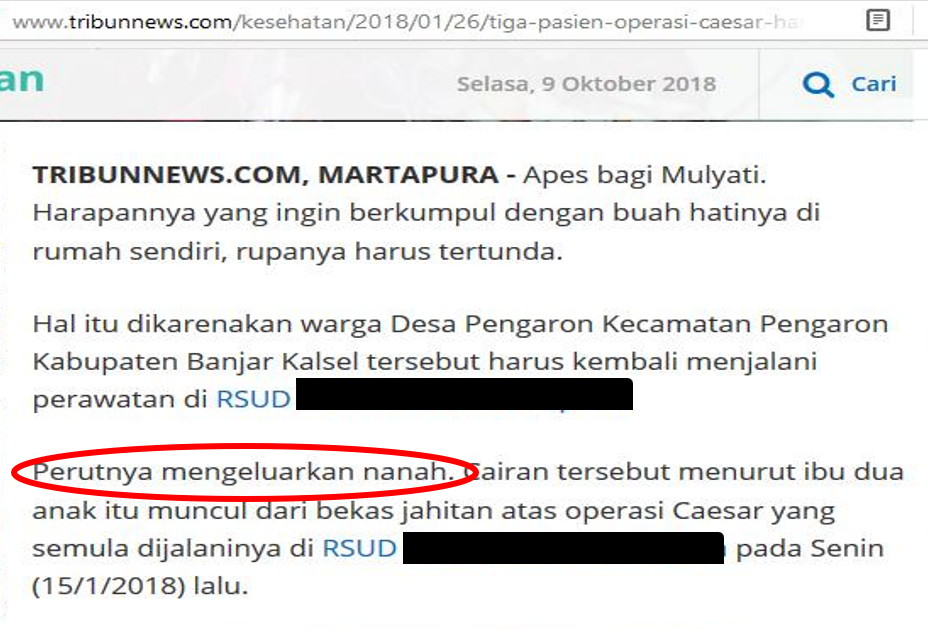 www.tribunnews.com/kesehatan/2018/01/26/tiga-pasien-operasi-caesar-ha
an
Selasa, 9 Oktober 2018
Cari
TRIBUNNEWS.COM, MARTAPURA - Apes bagi Mulyati.
Harapannya yang ingin berkumpul dengan buah hatinya di
rumah sendiri, rupanya harus tertunda.
Hal itu dikarenakan warga Desa Pengaron Kecamatan Pengaron
Kabupaten Banjar Kalsel tersebut harus kembali menjalani
perawatan di RSUD
Perutnya mengeluarkan nanah. Cairan tersebut menurut ibu dua
anak itu muncul dari bekas jahitan atas operasi Caesar yang
semula dijalaninya di RSUD pada Senin
(15/1/2018) lalu.